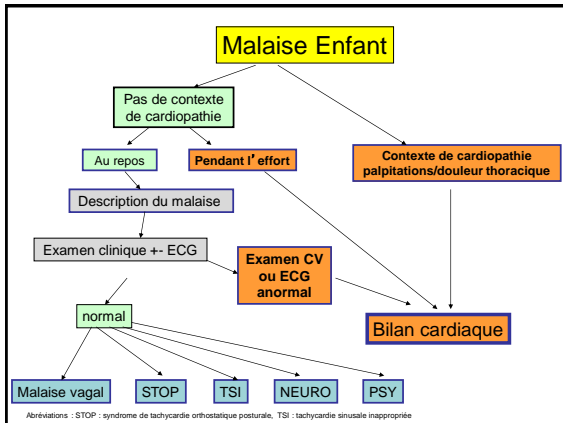 Malaise Enfant
Pas de contexte
de cardiopathie
Au repos
Pendant l'effort
Contexte de cardiopathie
palpitations/douleur thoracique
Description du malaise
Examen clinique +- ECG
Examen CV
ou ECG
anormal
normal
Bilan cardiaque
Malaise vagal
STOP
TSI
NEURO
PSY
Abréviations : STOP : syndrome de tachycardie orthostatique posturale, TSI : tachycardie sinusale inappropriée